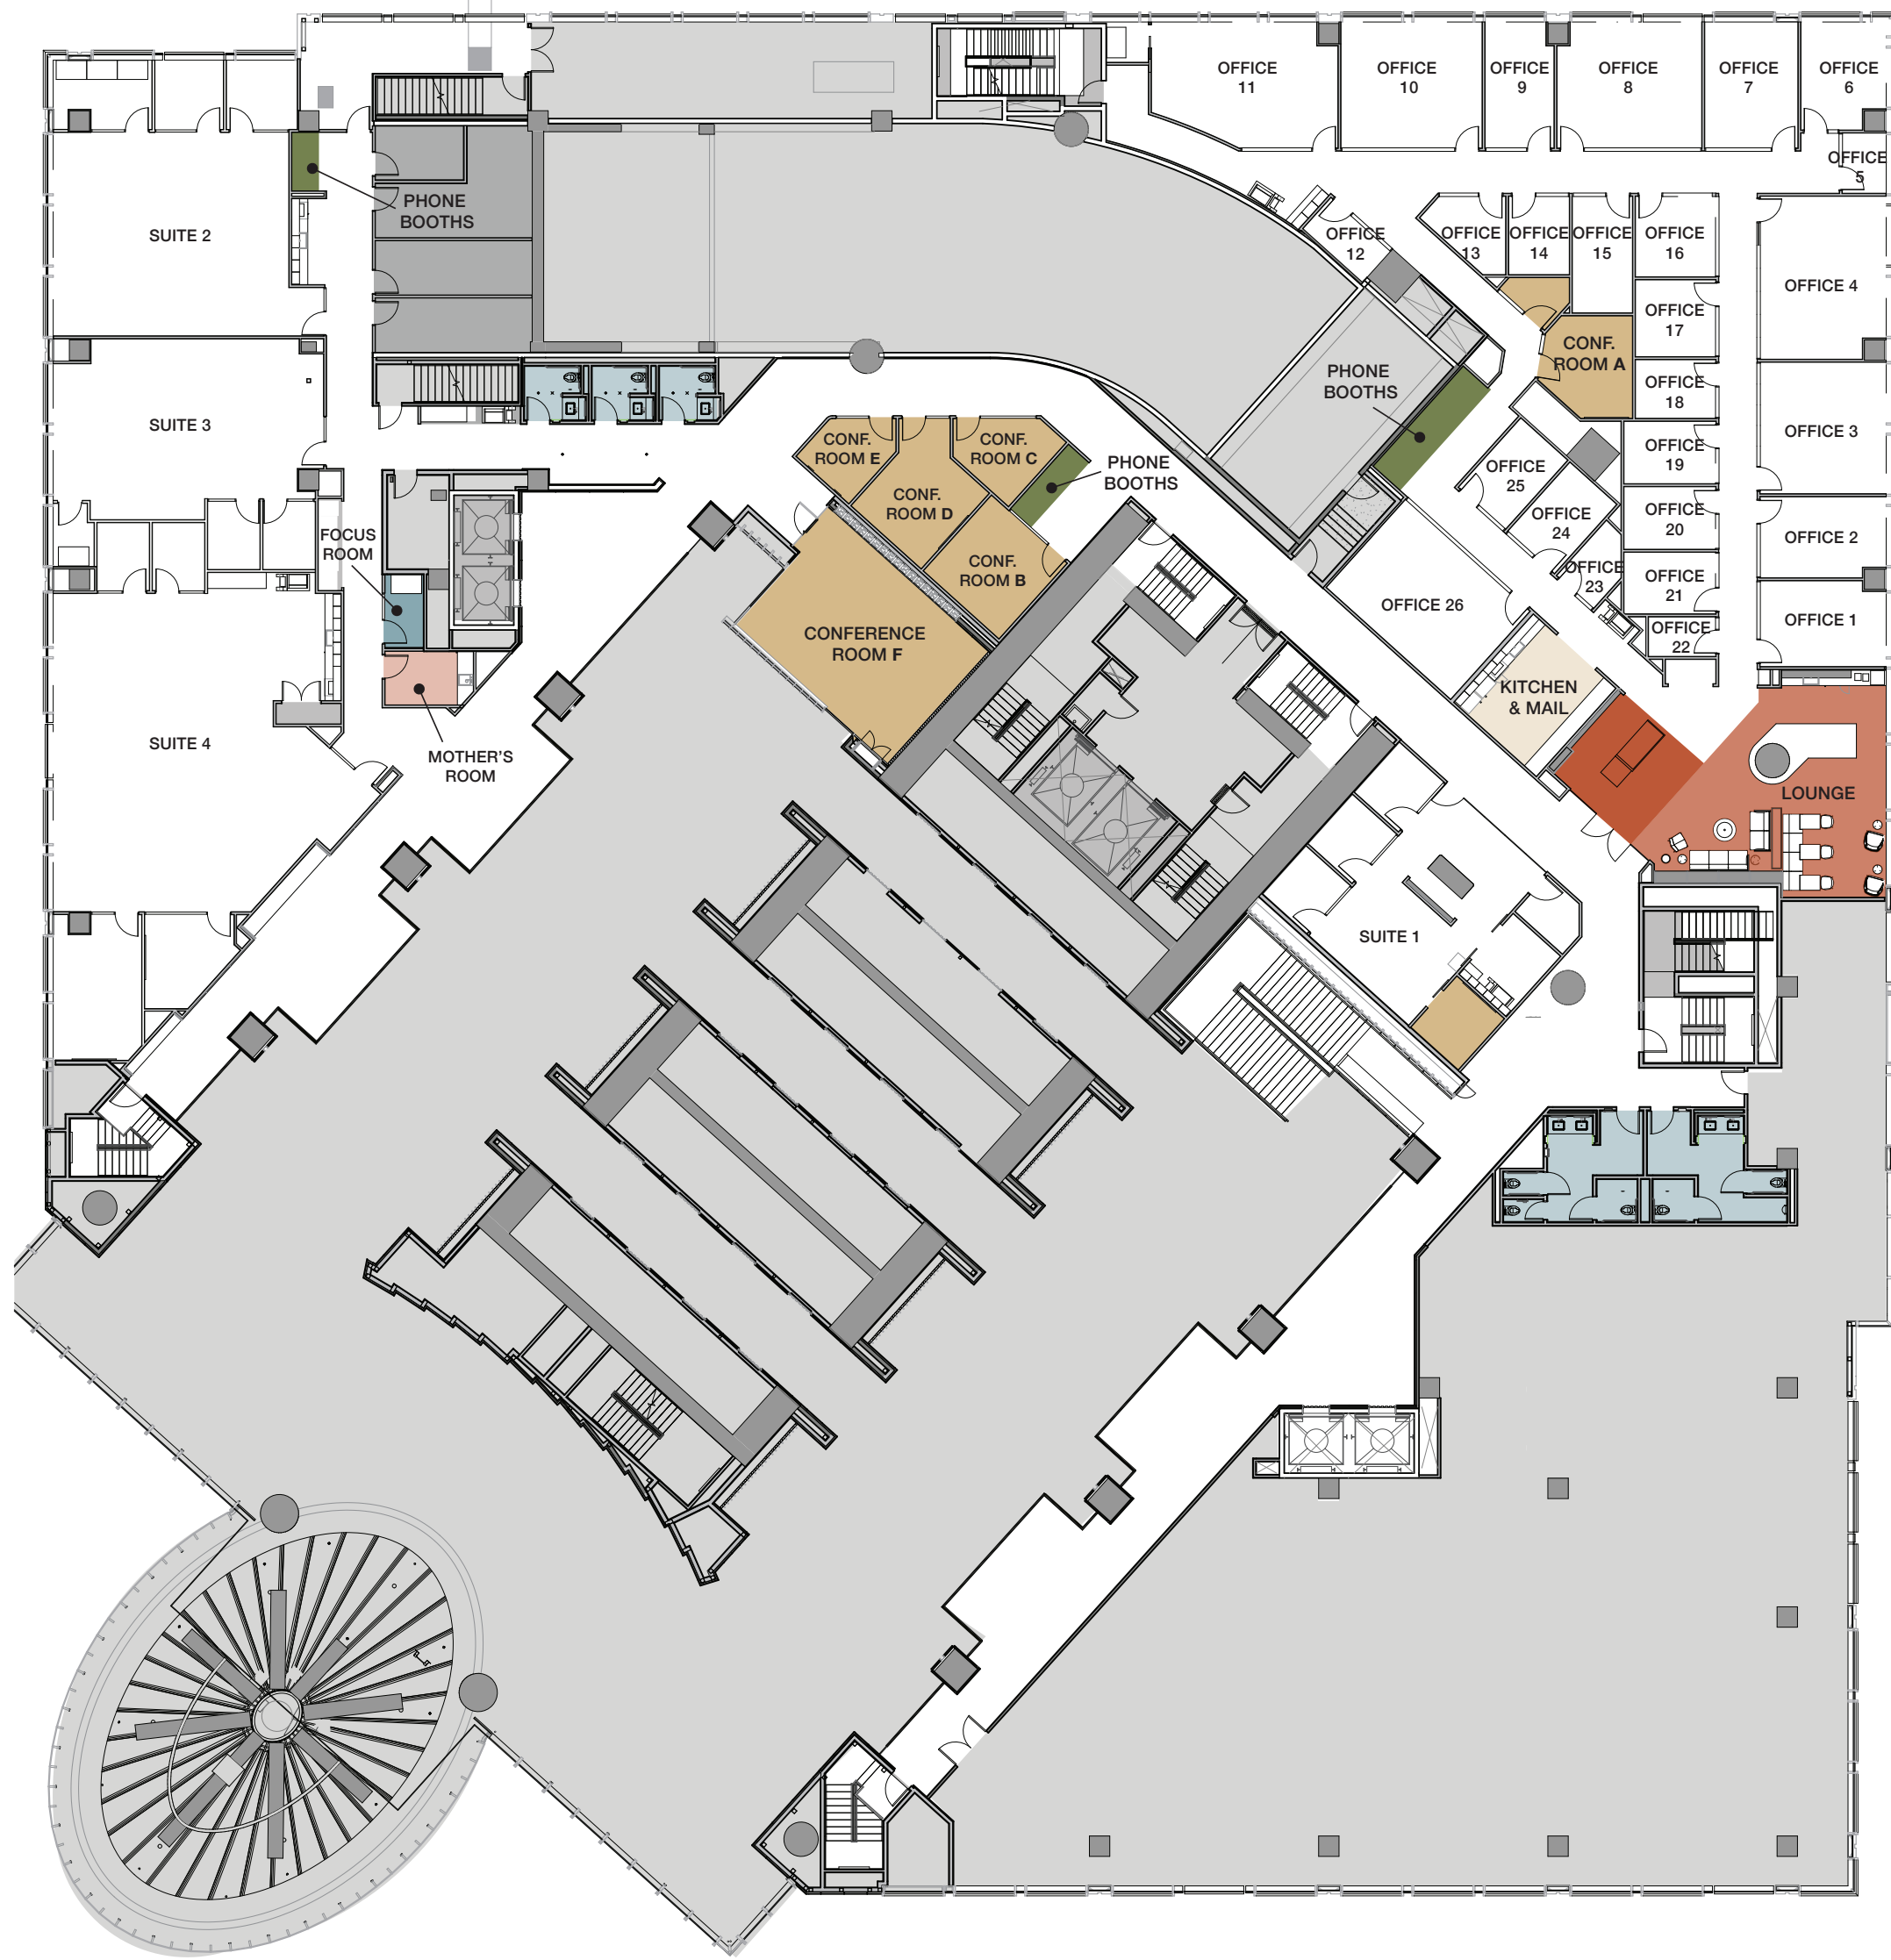 OFFICE
11
OFFICE
10
OFFICE
9
OFFICE
8
OFFICE
7
OFFICE
6
OFFICE
5
PHONE
BOOTHS
SUITE 2
OFFICE
12
OFFICE
13
OFFICE
14
OFFICE
15
OFFICE
16
OFFICE 4
OFFICE
17
CONF.
ROOM A
PHONE
BOOTHS
OFFICE
18
SUITE 3
CONF.
ROOM E
CONF.
ROOM C
OFFICE 3
OFFICE
19
PHONE
BOOTHS
OFFICE
25
CONF.
ROOM D
OFFICE
24
OFFICE
20
OFFICE 2
FOCUS
ROOM
CONF.
ROOM B
OFFICE
23
OFFICE
21
OFFICE 26
OFFICE 1
CONFERENCE
ROOM F
OFFICE
22
KITCHEN
& MAIL
SUITE 4
MOTHER'S
ROOM
LOUNGE
SUITE 1